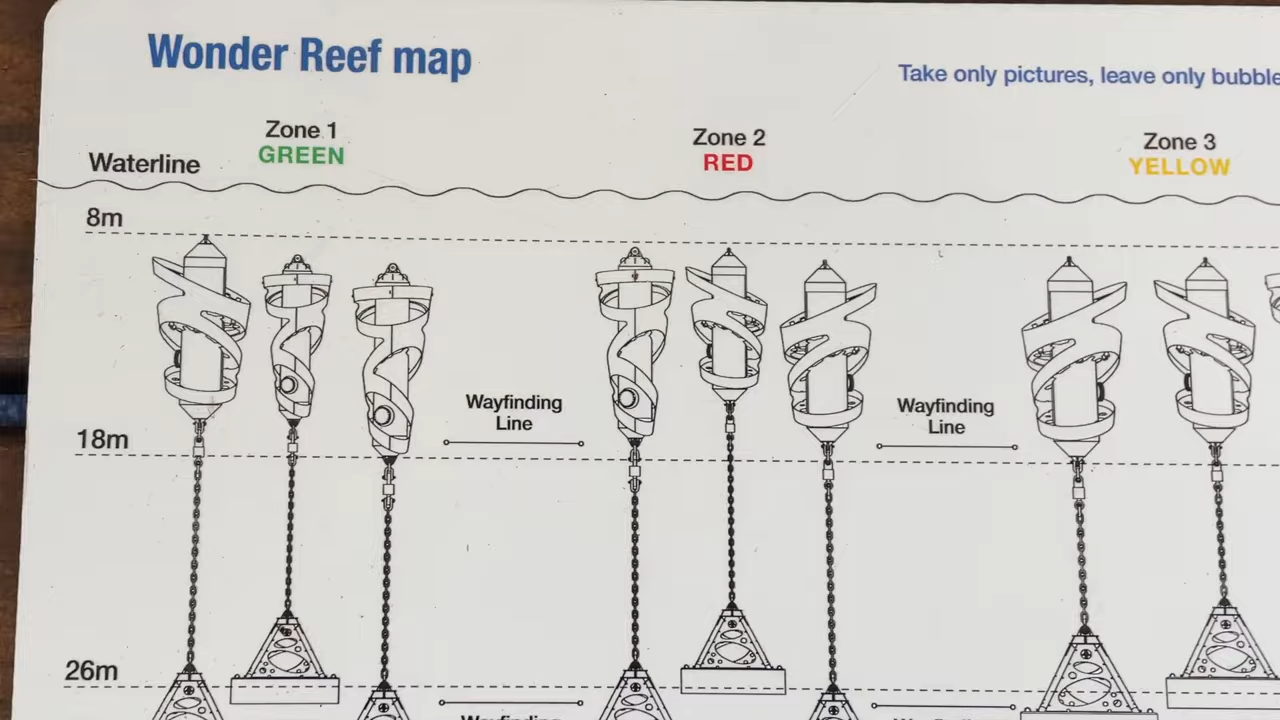 Wonder Reef map
Take only pictures, leave only bubble
Zone 1
GREEN
Zone 2
RED
Zone 3
YELLOW
Waterline
8m
Wayfinding
Line
Wayfinding
Line
18m
26m
Wayfinding